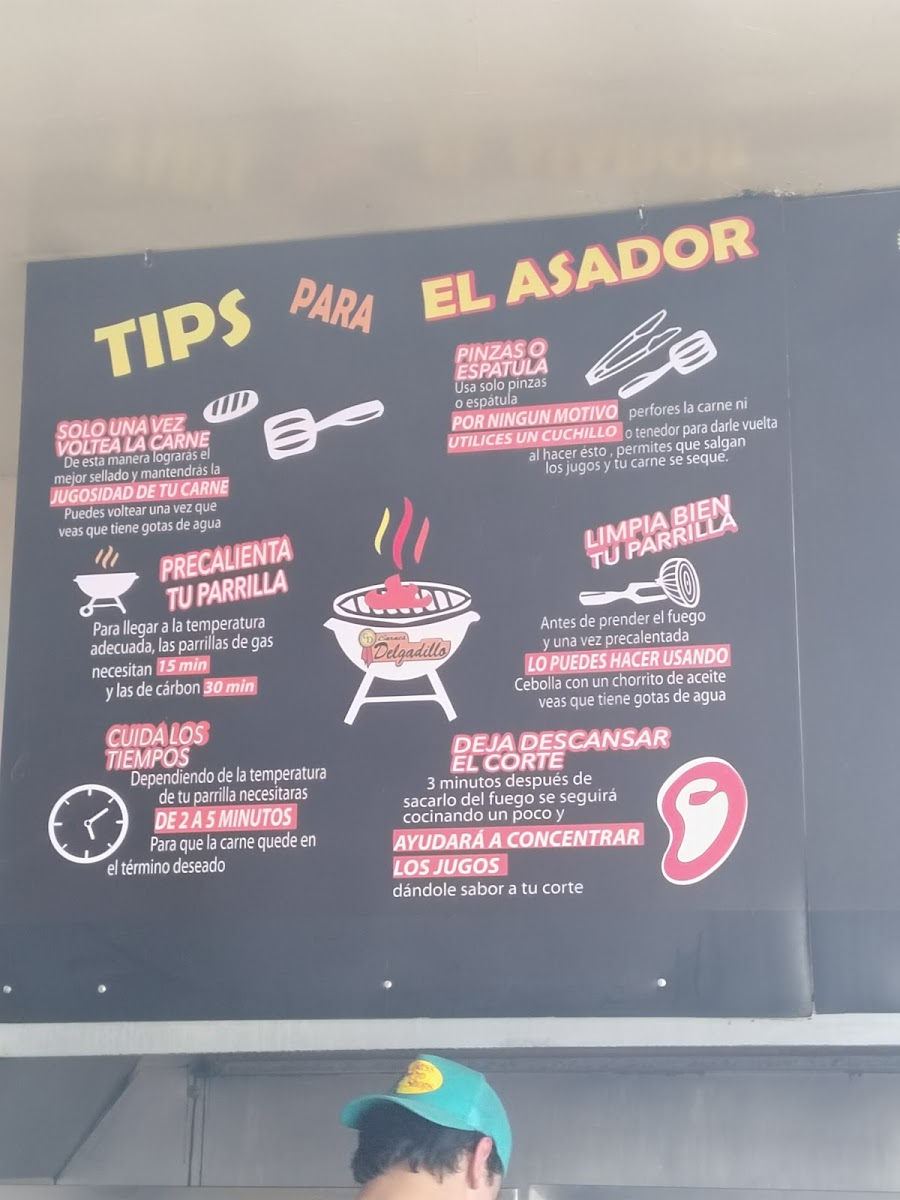 TIPS PARA EL ASADOR
SOLO UNA VEZ
VOLTEA LA CARNE
De esta manera lograrás el
mejor sellado y mantendrás la
JUGOSIDAD DE TU CARNE
Puedes voltear una vez que
veas que tiene gotas de agua
PINZAS O
ESPATULA
Usa solo pinzas
o espátula
POR NINGUN MOTIVO perfores la carne ni
UTILICES UN CUCHILLO o tenedor para darle vuelta
al hacer ésto , permites que salgan
los jugos y tu carne se seque.
PRECALIENTA
TU PARRILLA
Para llegar a la temperatura
adecuada, las parrillas de gas
necesitan 15 min
y las de cárbon 30 min
Carnes
Delgadillo
LIMPIA BIEN
TU PARRILLA
Antes de prender el fuego
y una vez precalentada
LO PUEDES HACER USANDO
Cebolla con un chorrito de aceite
veas que tiene gotas de agua
CUIDA LOS
TIEMPOS
Dependiendo de la temperatura
de tu parrilla necesitaras
DE 2 A 5 MINUTOS
Para que la carne quede en
el término deseado
DEJA DESCANSAR
EL CORTE
3 minutos después de
sacarlo del fuego se seguirá
cocinando un poco y
AYUDARÁ A CONCENTRAR
LOS JUGOS
dándole sabor a tu corte